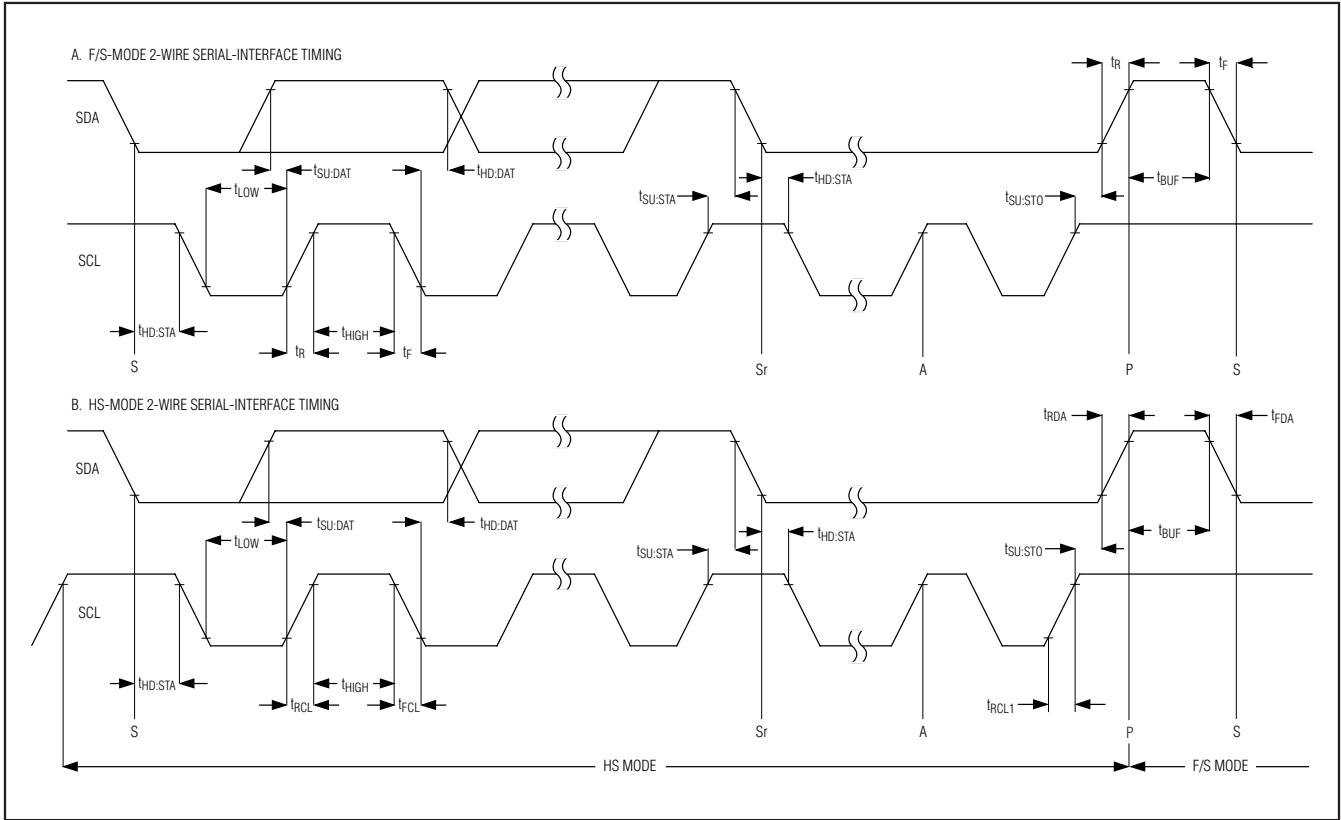 A. F/S-MODE 2-WIRE SERIAL-INTERFACE TIMING
tR
tF
SDA
tSU:DAT
tHD:DAT
tLOW
tHD:STA
tSU:STA
tSU:STO
tBUF
SCL
tHD:STA
tR
tHIGH
tF
S
Sr
A
P
S
B. HS-MODE 2-WIRE SERIAL-INTERFACE TIMING
tRDA
tFDA
SDA
tSU:DAT
tHD:DAT
tLOW
tHD:STA
tSU:STA
tSU:STO
tBUF
SCL
tHD:STA
tRCL
tHIGH
tFCL
tRCL1
S
Sr
A
P
S
HS MODE
F/S MODE